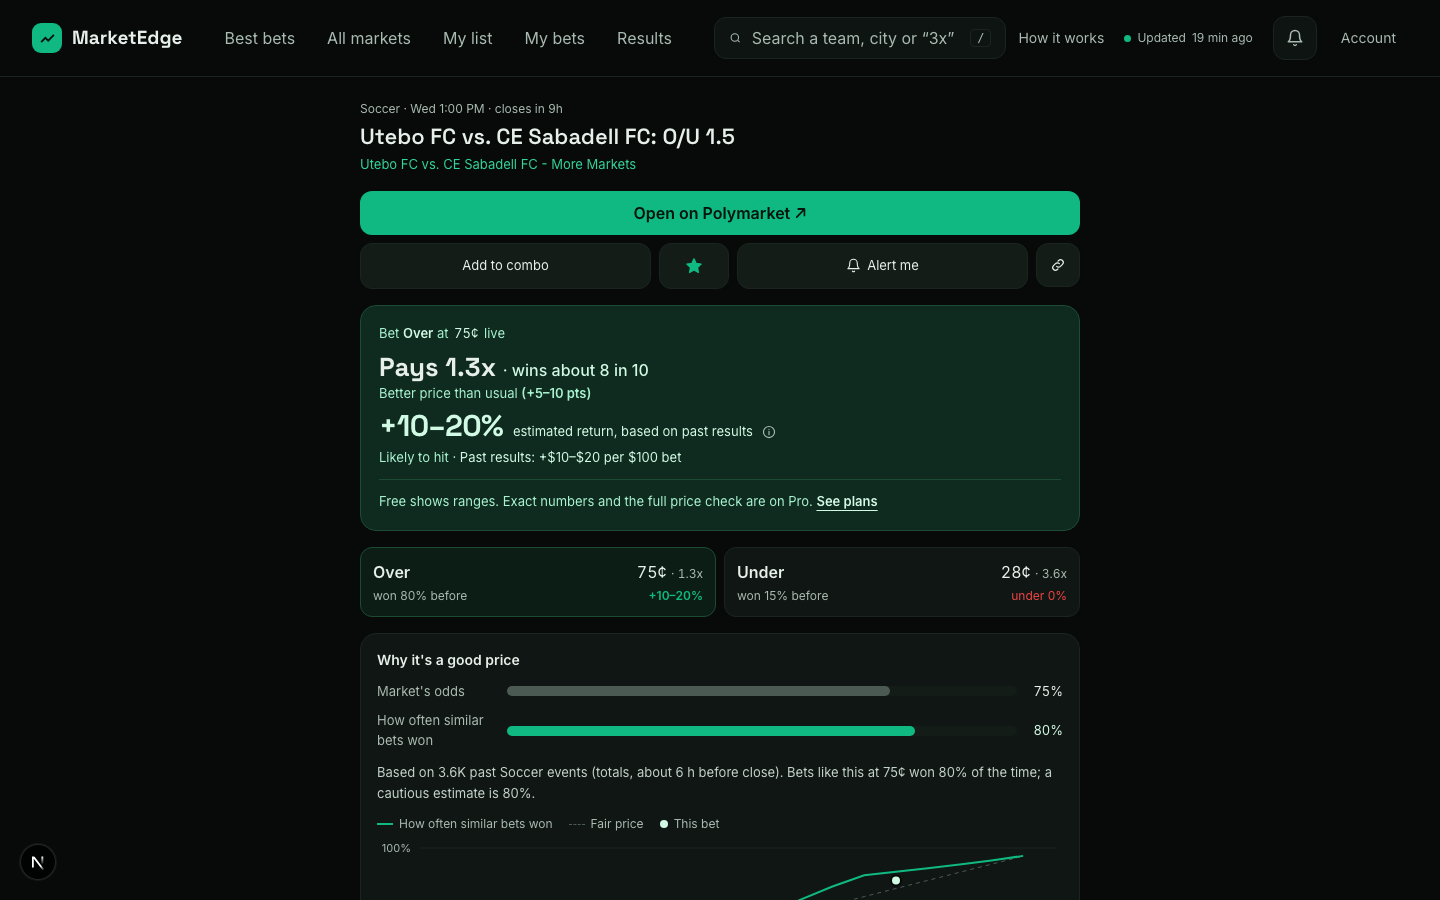 MarketEdge
Best bets
All markets
My list
My bets
Results
Search a team, city or “3x”
/
How it works
Updated 19 min ago
Account
Soccer · Wed 1:00 PM · closes in 9h
Utebo FC vs. CE Sabadell FC: O/U 1.5
Utebo FC vs. CE Sabadell FC - More Markets
Open on Polymarket ↗
Add to combo
Alert me
Bet Over at 75¢ live
Pays 1.3x · wins about 8 in 10
Better price than usual (+5–10 pts)
+10–20% estimated return, based on past results
Likely to hit · Past results: +$10–$20 per $100 bet
Free shows ranges. Exact numbers and the full price check are on Pro. See plans
Over 75¢ · 1.3x
won 80% before +10–20%
Under 28¢ · 3.6x
won 15% before under 0%
Why it's a good price
Market's odds 75%
How often similar
bets won 80%
Based on 3.6K past Soccer events (totals, about 6 h before close). Bets like this at 75¢ won 80% of the time; a
cautious estimate is 80%.
How often similar bets won
Fair price
This bet
100%
N